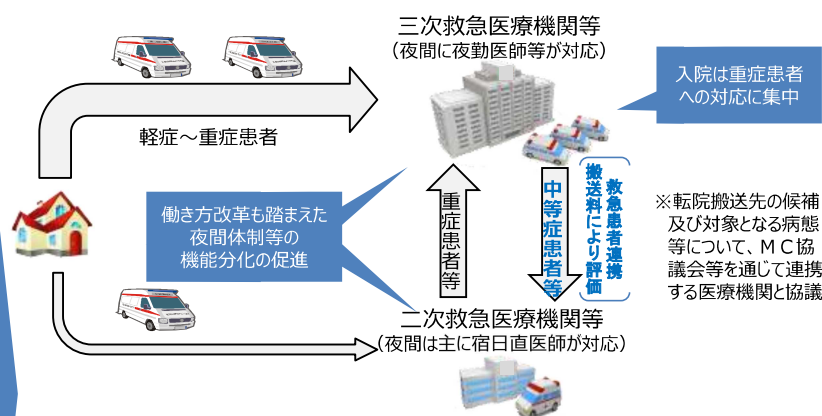 三次救急医療機関等
（夜間に夜勤医師等が対応）
入院は重症患者
への対応に集中
軽症～重症患者
働き方改革も踏まえた
夜間体制等の
機能分化の促進
重症患者等
中等症患者等
救急患者連携
搬送料により評価
※転院搬送先の候補
及び対象となる病態
等について、ＭＣ協
議会等を通じて連携
する医療機関と協議
二次救急医療機関等
（夜間は主に宿日直医師が対応）